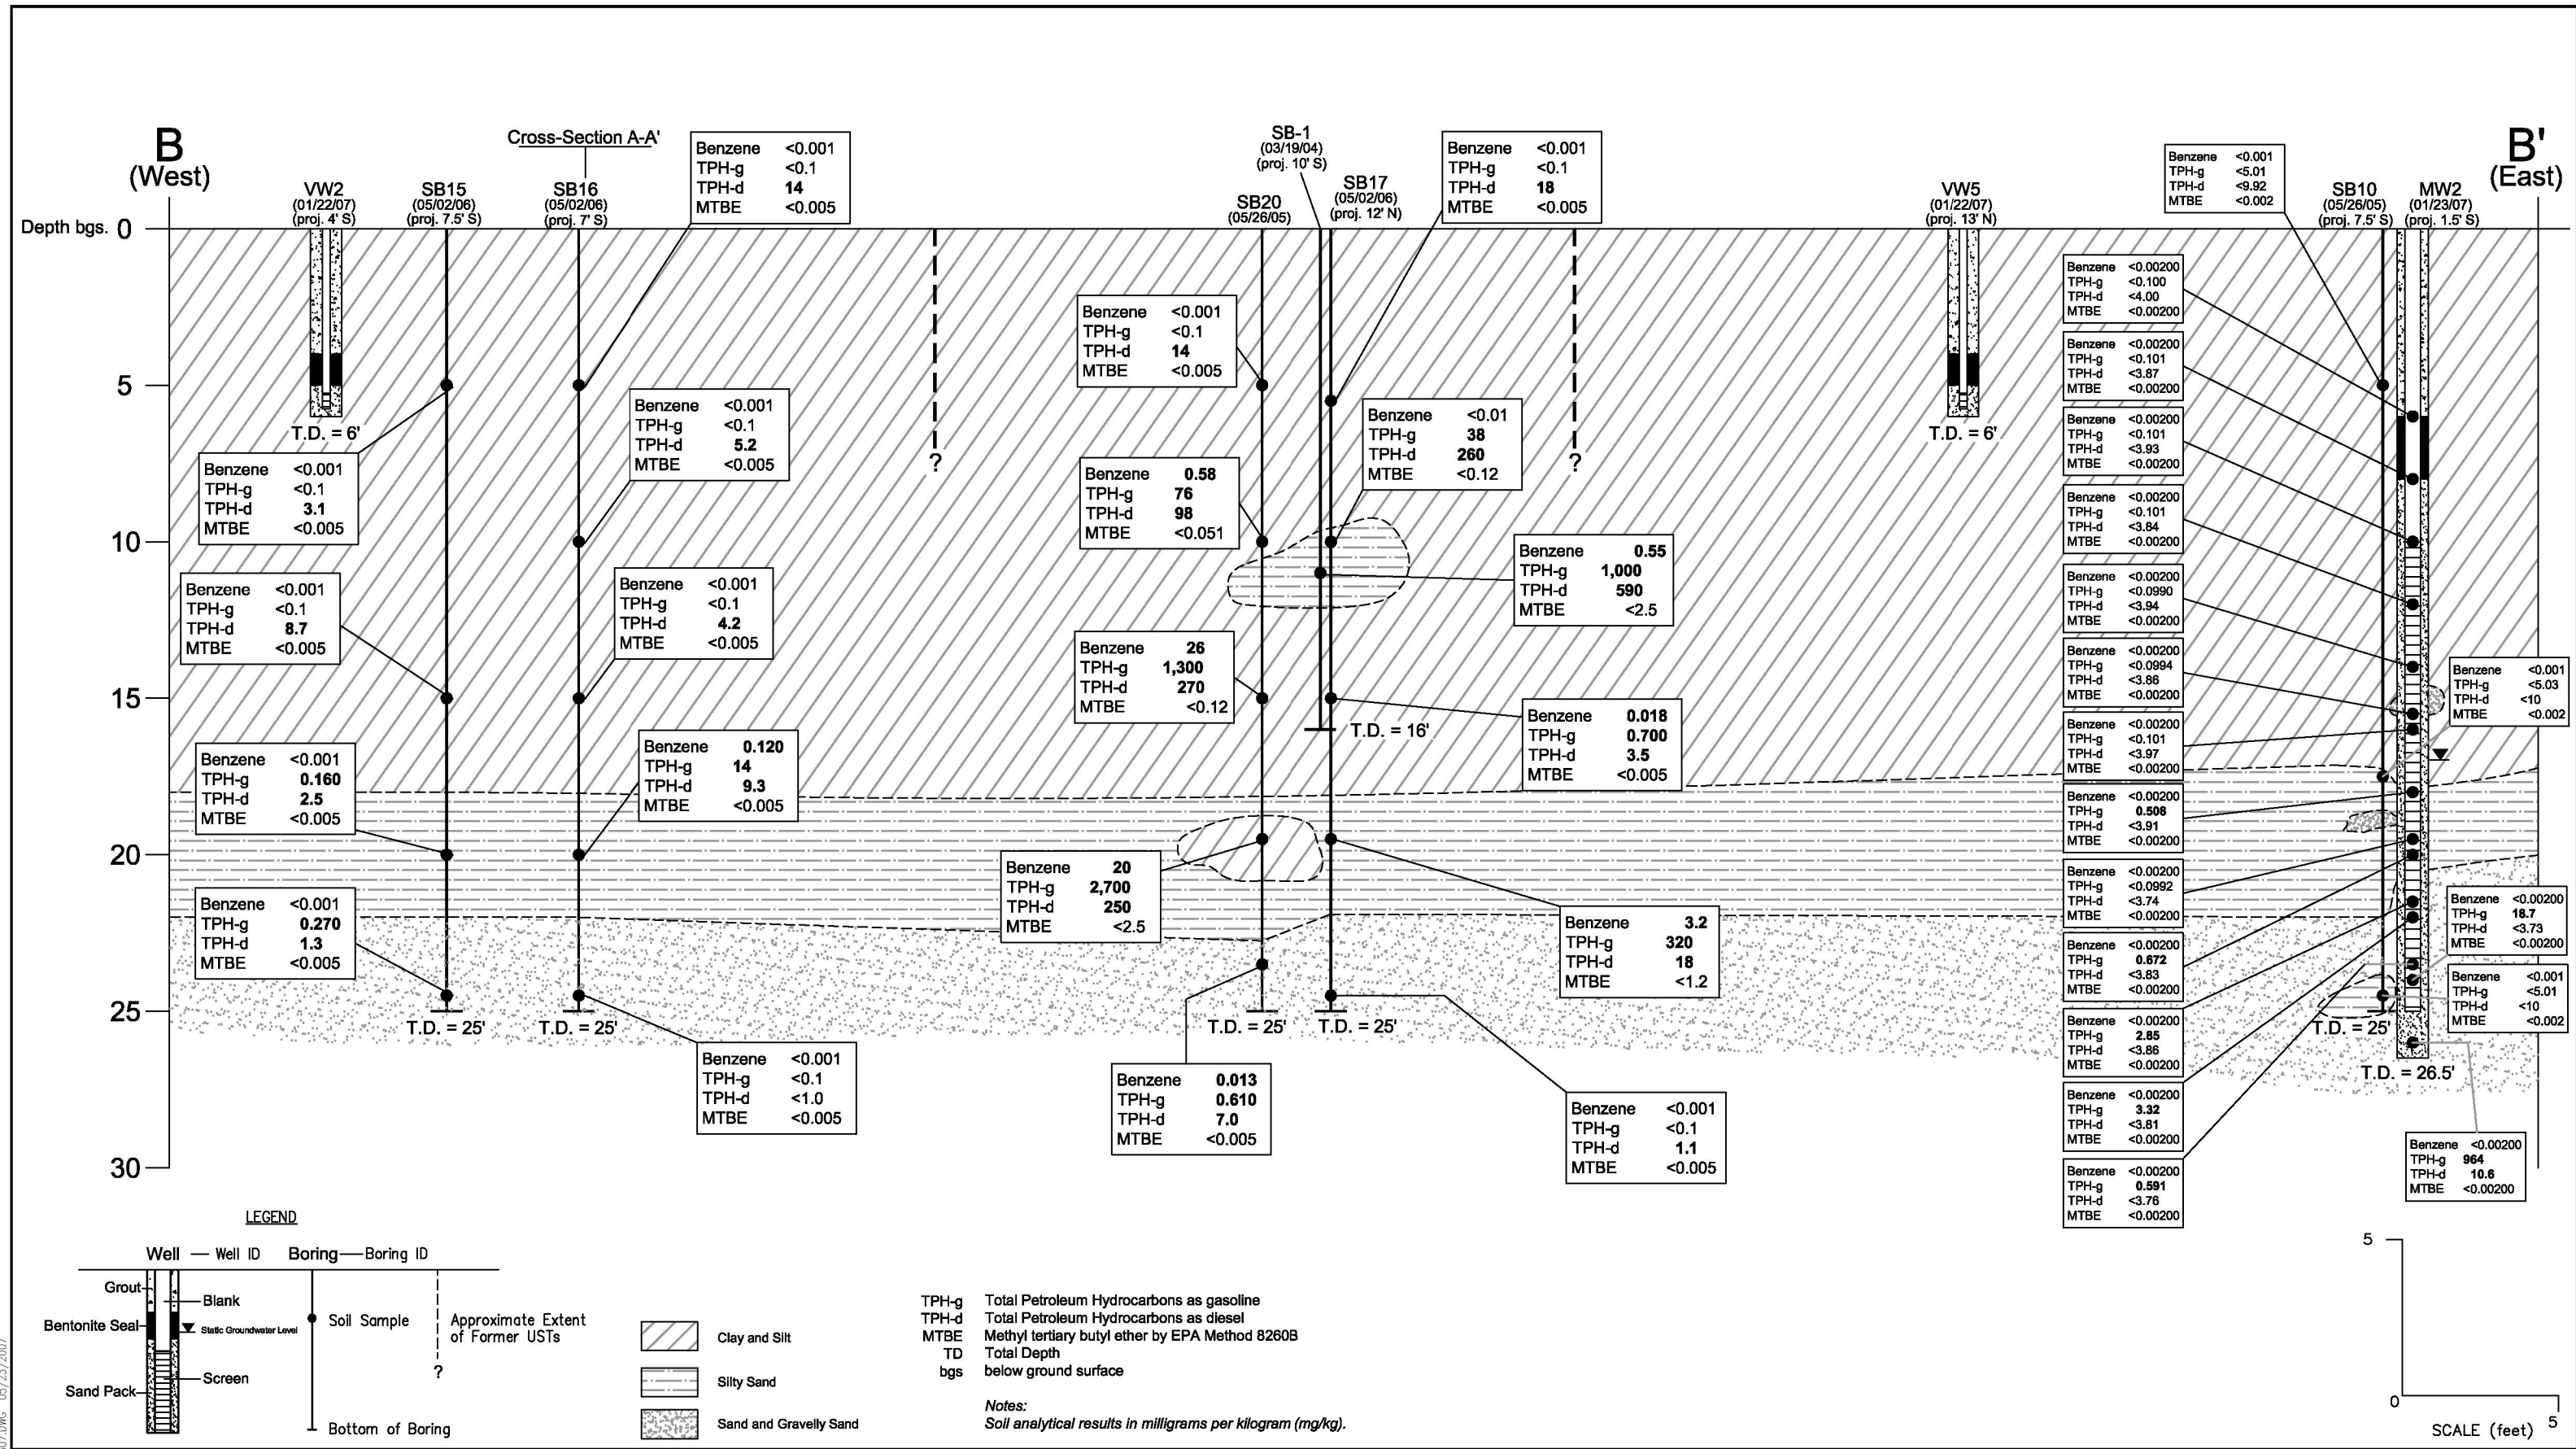 B
(West)
Cross-Section A-A'
B'
(East)
VW2
(01/22/07)
(proj. 4' S)
SB15
(05/02/06)
(proj. 7.5' S)
SB16
(05/02/06)
(proj. 7' S)
Benzene <0.001
TPH-g <0.1
TPH-d 14
MTBE <0.005
SB20
(05/26/05)
SB-1
(03/19/04)
(proj. 10' S)
SB17
(05/02/06)
(proj. 12' N)
Benzene <0.001
TPH-g <0.1
TPH-d 18
MTBE <0.005
VW5
(01/22/07)
(proj. 13' N)
Benzene <0.001
TPH-g <5.01
TPH-d <9.92
MTBE <0.002
SB10
(05/26/05)
(proj. 7.5' S)
MW2
(01/23/07)
(proj. 1.5' S)
Depth bgs. 0
5
10
15
20
25
30
T.D. = 6'
Benzene <0.001
TPH-g <0.1
TPH-d 3.1
MTBE <0.005
Benzene <0.001
TPH-g <0.1
TPH-d 8.7
MTBE <0.005
Benzene <0.001
TPH-g 0.160
TPH-d 2.5
MTBE <0.005
Benzene <0.001
TPH-g 0.270
TPH-d 1.3
MTBE <0.005
T.D. = 25'
Benzene <0.001
TPH-g <0.1
TPH-d 5.2
MTBE <0.005
Benzene <0.001
TPH-g <0.1
TPH-d 4.2
MTBE <0.005
Benzene 0.120
TPH-g 14
TPH-d 9.3
MTBE <0.005
T.D. = 25'
Benzene <0.001
TPH-g <0.1
TPH-d <1.0
MTBE <0.005
?
Benzene <0.001
TPH-g <0.1
TPH-d 14
MTBE <0.005
Benzene 0.58
TPH-g 76
TPH-d 98
MTBE <0.051
Benzene 26
TPH-g 1,300
TPH-d 270
MTBE <0.12
Benzene 20
TPH-g 2,700
TPH-d 250
MTBE <2.5
T.D. = 25'
Benzene 0.013
TPH-g 0.610
TPH-d 7.0
MTBE <0.005
Benzene <0.01
TPH-g 38
TPH-d 260
MTBE <0.12
?
Benzene 0.55
TPH-g 1,000
TPH-d 590
MTBE <2.5
T.D. = 16'
Benzene 0.018
TPH-g 0.700
TPH-d 3.5
MTBE <0.005
Benzene 3.2
TPH-g 320
TPH-d 18
MTBE <1.2
T.D. = 25'
Benzene <0.001
TPH-g <0.1
TPH-d 1.1
MTBE <0.005
T.D. = 6'
Benzene <0.00200
TPH-g <0.100
TPH-d <4.00
MTBE <0.00200
Benzene <0.00200
TPH-g <0.101
TPH-d <3.87
MTBE <0.00200
Benzene <0.00200
TPH-g <0.101
TPH-d <3.93
MTBE <0.00200
Benzene <0.00200
TPH-g <0.101
TPH-d <3.84
MTBE <0.00200
Benzene <0.00200
TPH-g <0.0990
TPH-d <3.94
MTBE <0.00200
Benzene <0.00200
TPH-g <0.0994
TPH-d <3.86
MTBE <0.00200
Benzene <0.00200
TPH-g <0.101
TPH-d <3.97
MTBE <0.00200
Benzene <0.00200
TPH-g 0.508
TPH-d <3.91
MTBE <0.00200
Benzene <0.00200
TPH-g <0.0992
TPH-d <3.74
MTBE <0.00200
Benzene <0.00200
TPH-g 0.672
TPH-d <3.83
MTBE <0.00200
Benzene <0.00200
TPH-g 2.85
TPH-d <3.86
MTBE <0.00200
Benzene <0.00200
TPH-g 3.32
TPH-d <3.81
MTBE <0.00200
Benzene <0.00200
TPH-g 0.591
TPH-d <3.76
MTBE <0.00200
Benzene <0.001
TPH-g <5.03
TPH-d <10
MTBE <0.002
Benzene <0.00200
TPH-g 18.7
TPH-d <3.73
MTBE <0.00200
Benzene <0.001
TPH-g <5.01
TPH-d <10
MTBE <0.002
T.D. = 25'
T.D. = 26.5'
Benzene <0.00200
TPH-g 964
TPH-d 10.6
MTBE <0.00200
LEGEND
Well — Well ID
Boring — Boring ID
Grout
Blank
Bentonite Seal
Static Groundwater Level
Screen
Sand Pack
Soil Sample
Bottom of Boring
Approximate Extent
of Former USTs
?
Clay and Silt
Silty Sand
Sand and Gravelly Sand
TPH-g Total Petroleum Hydrocarbons as gasoline
TPH-d Total Petroleum Hydrocarbons as diesel
MTBE Methyl tertiary butyl ether by EPA Method 8260B
TD Total Depth
bgs below ground surface
Notes:
Soil analytical results in milligrams per kilogram (mg/kg).
5
0
5
SCALE (feet)